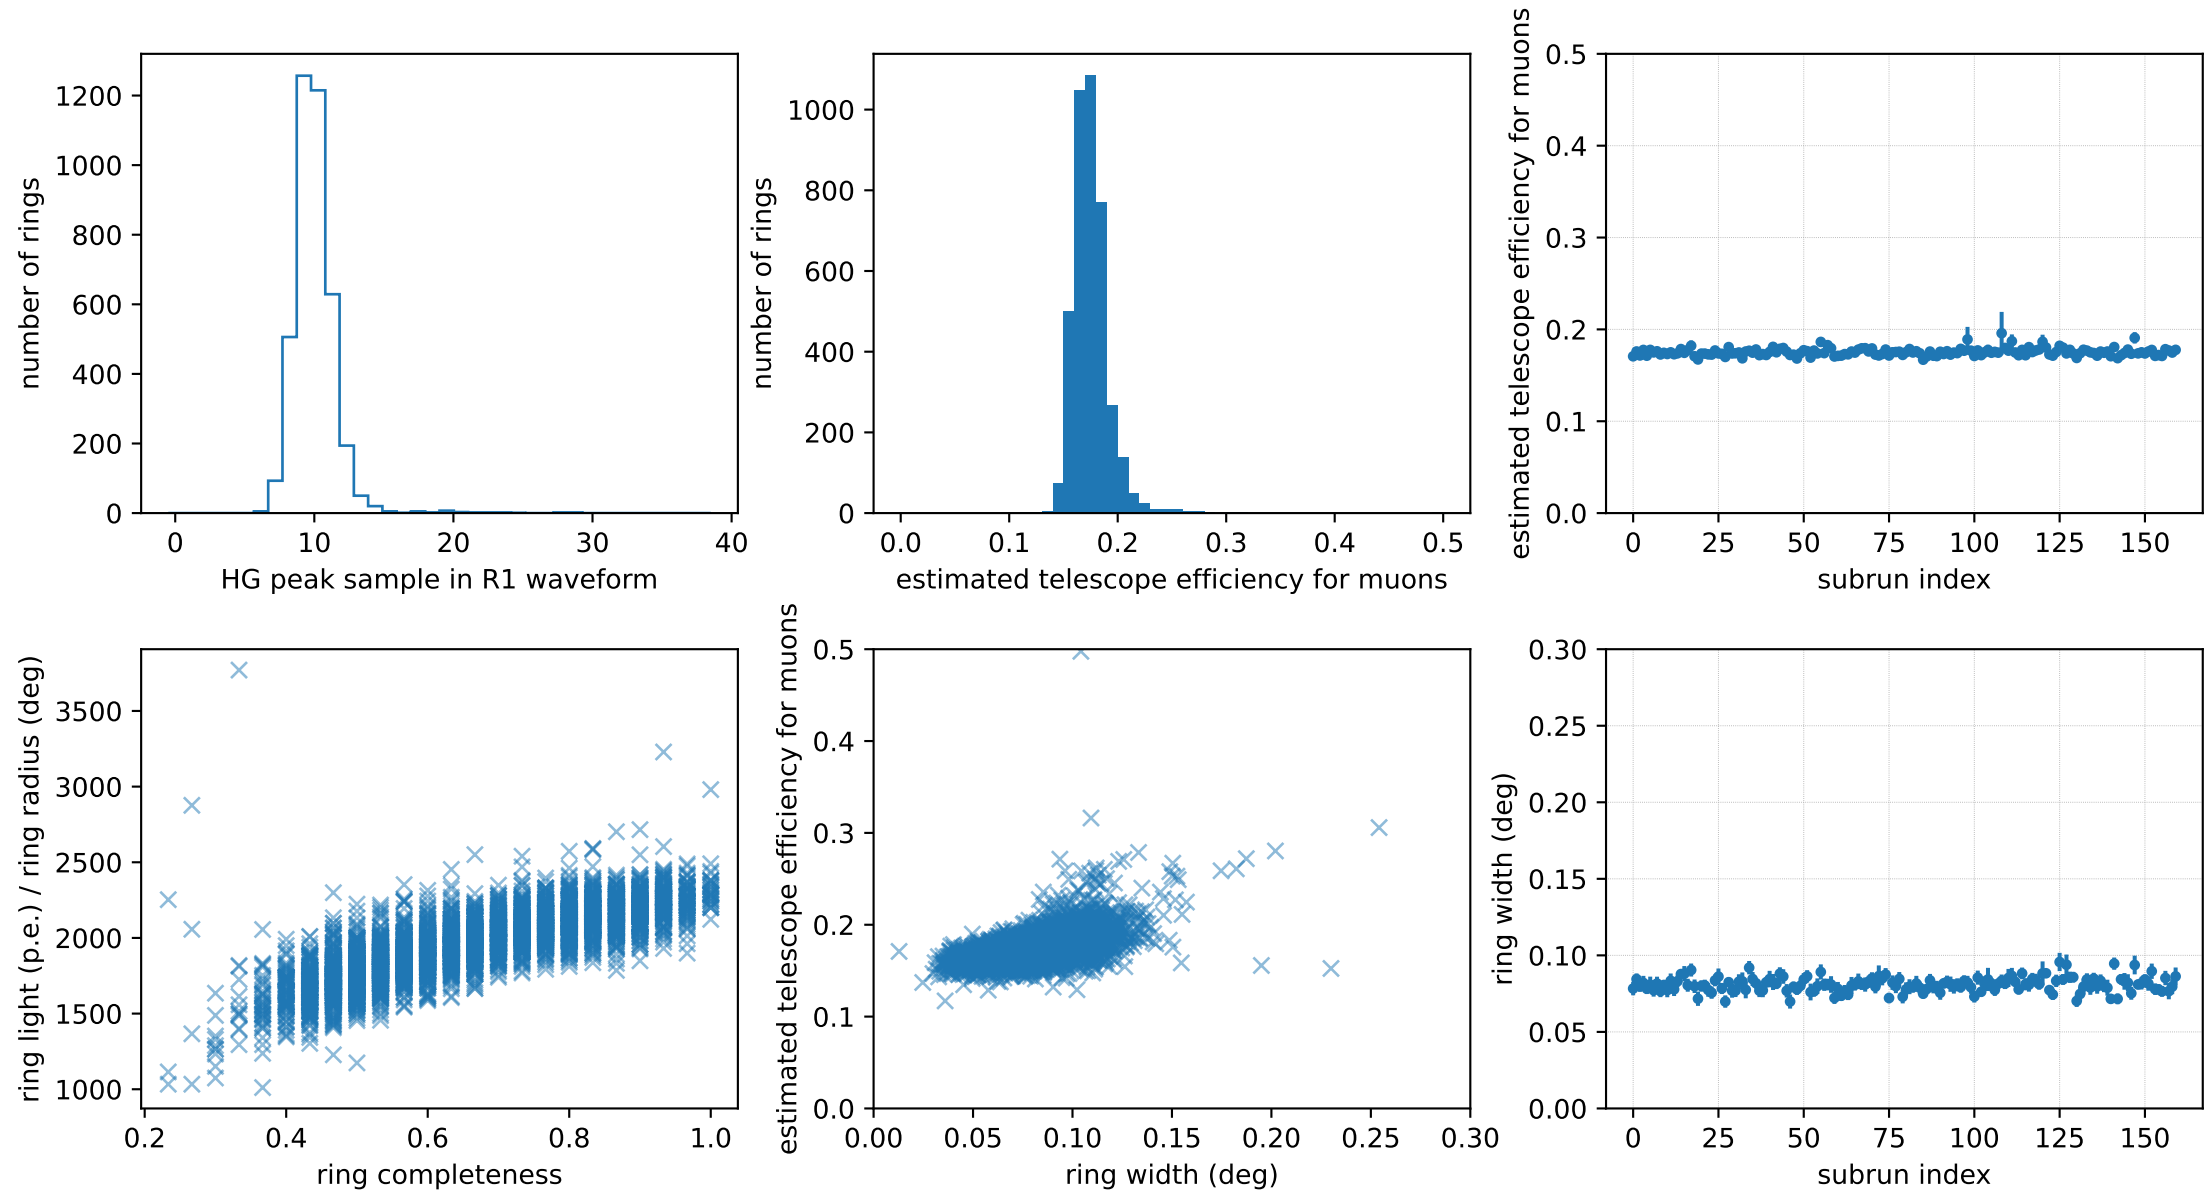 1200
1000
800
600
400
200
0
number of rings
0 10 20 30 40
HG peak sample in R1 waveform
1000
800
600
400
200
0
number of rings
0.0 0.1 0.2 0.3 0.4 0.5
estimated telescope efficiency for muons
0.5
0.4
0.3
0.2
0.1
0.0
estimated telescope efficiency for muons
0 25 50 75 100 125 150
subrun index
3500
3000
2500
2000
1500
1000
ring light (p.e.) / ring radius (deg)
0.2 0.4 0.6 0.8 1.0
ring completeness
0.5
0.4
0.3
0.2
0.1
0.0
estimated telescope efficiency for muons
0.00 0.05 0.10 0.15 0.20 0.25 0.30
ring width (deg)
0.30
0.25
0.20
0.15
0.10
0.05
0.00
ring width (deg)
0 25 50 75 100 125 150
subrun index